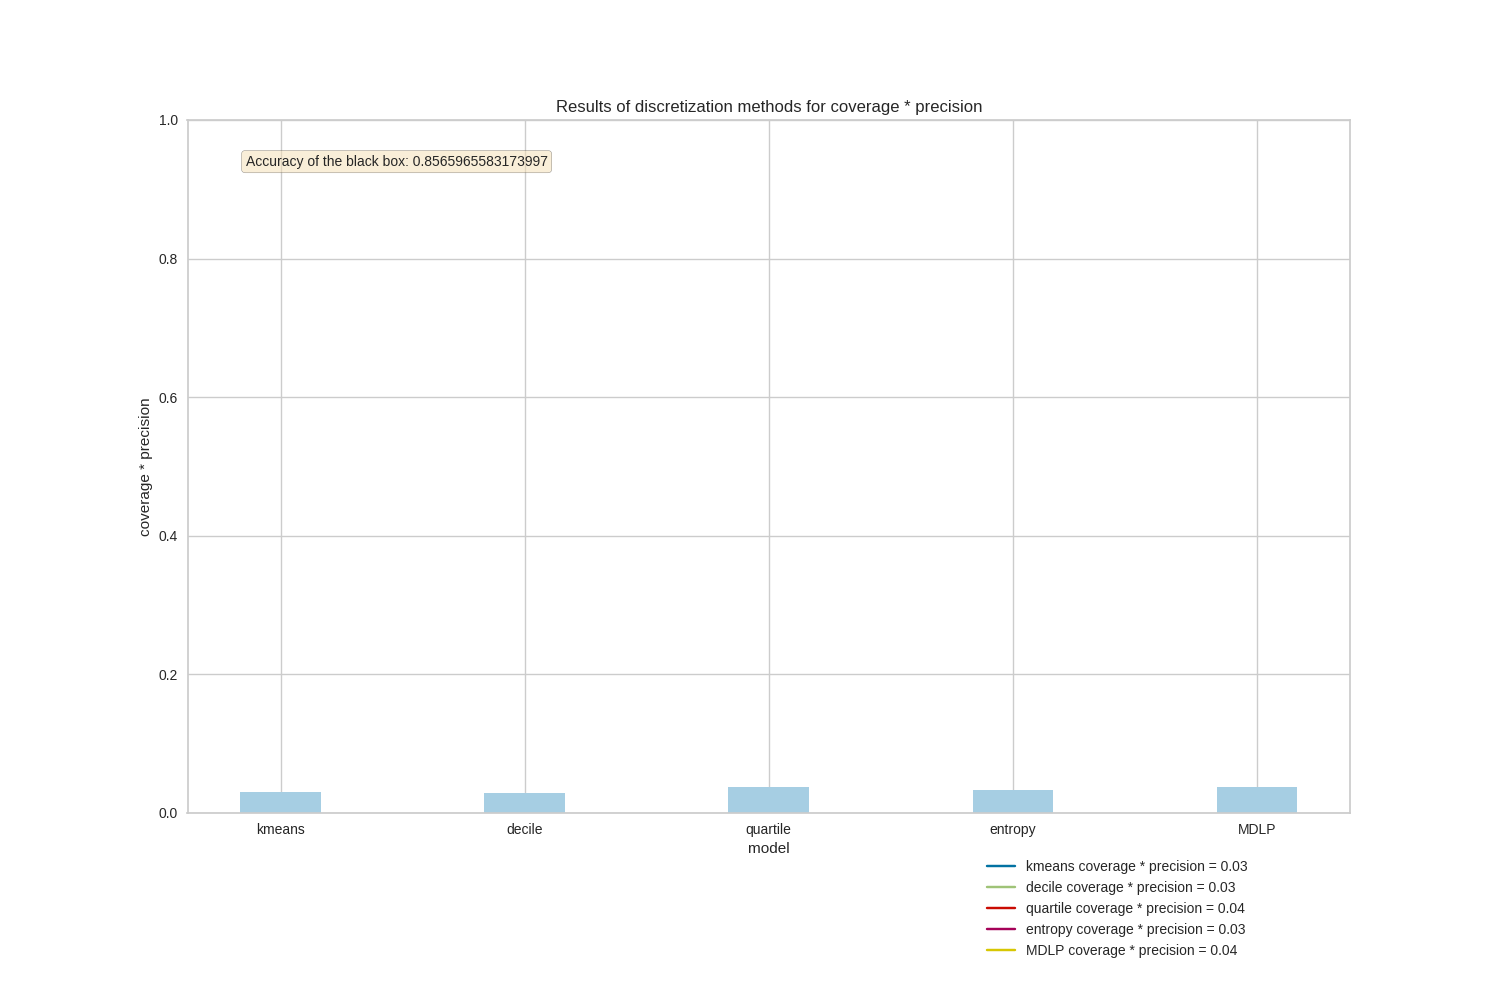 Results of discretization methods for coverage * precision
1.0
Accuracy of the black box: 0.8565965583173997
0.8
0.6
0.4
0.2
0.0
coverage * precision
kmeans decile quartile entropy MDLP
model
kmeans coverage * precision = 0.03
decile coverage * precision = 0.03
quartile coverage * precision = 0.04
entropy coverage * precision = 0.03
MDLP coverage * precision = 0.04